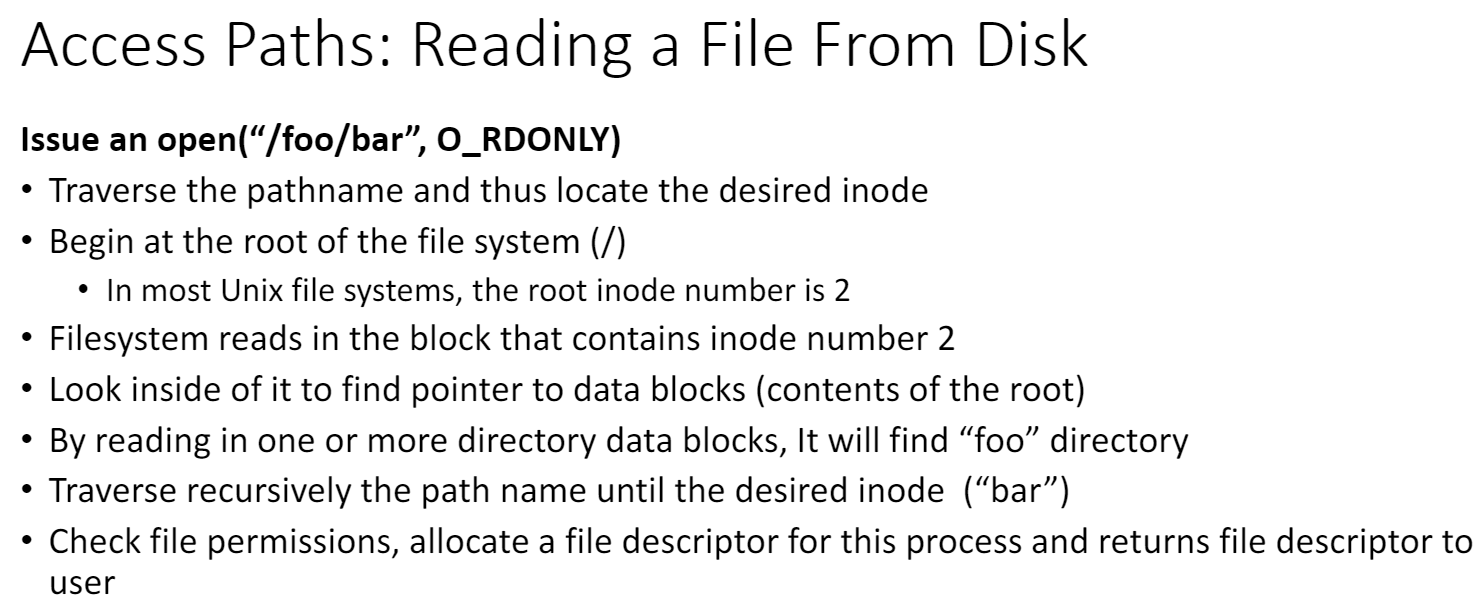 Access Paths: Reading a File From Disk
Issue an open(“/foo/bar”, O_RDONLY)
• Traverse the pathname and thus locate the desired inode
• Begin at the root of the file system (/)
• In most Unix file systems, the root inode number is 2
• Filesystem reads in the block that contains inode number 2
• Look inside of it to find pointer to data blocks (contents of the root)
• By reading in one or more directory data blocks, It will find “foo” directory
• Traverse recursively the path name until the desired inode (“bar”)
• Check file permissions, allocate a file descriptor for this process and returns file descriptor to
user